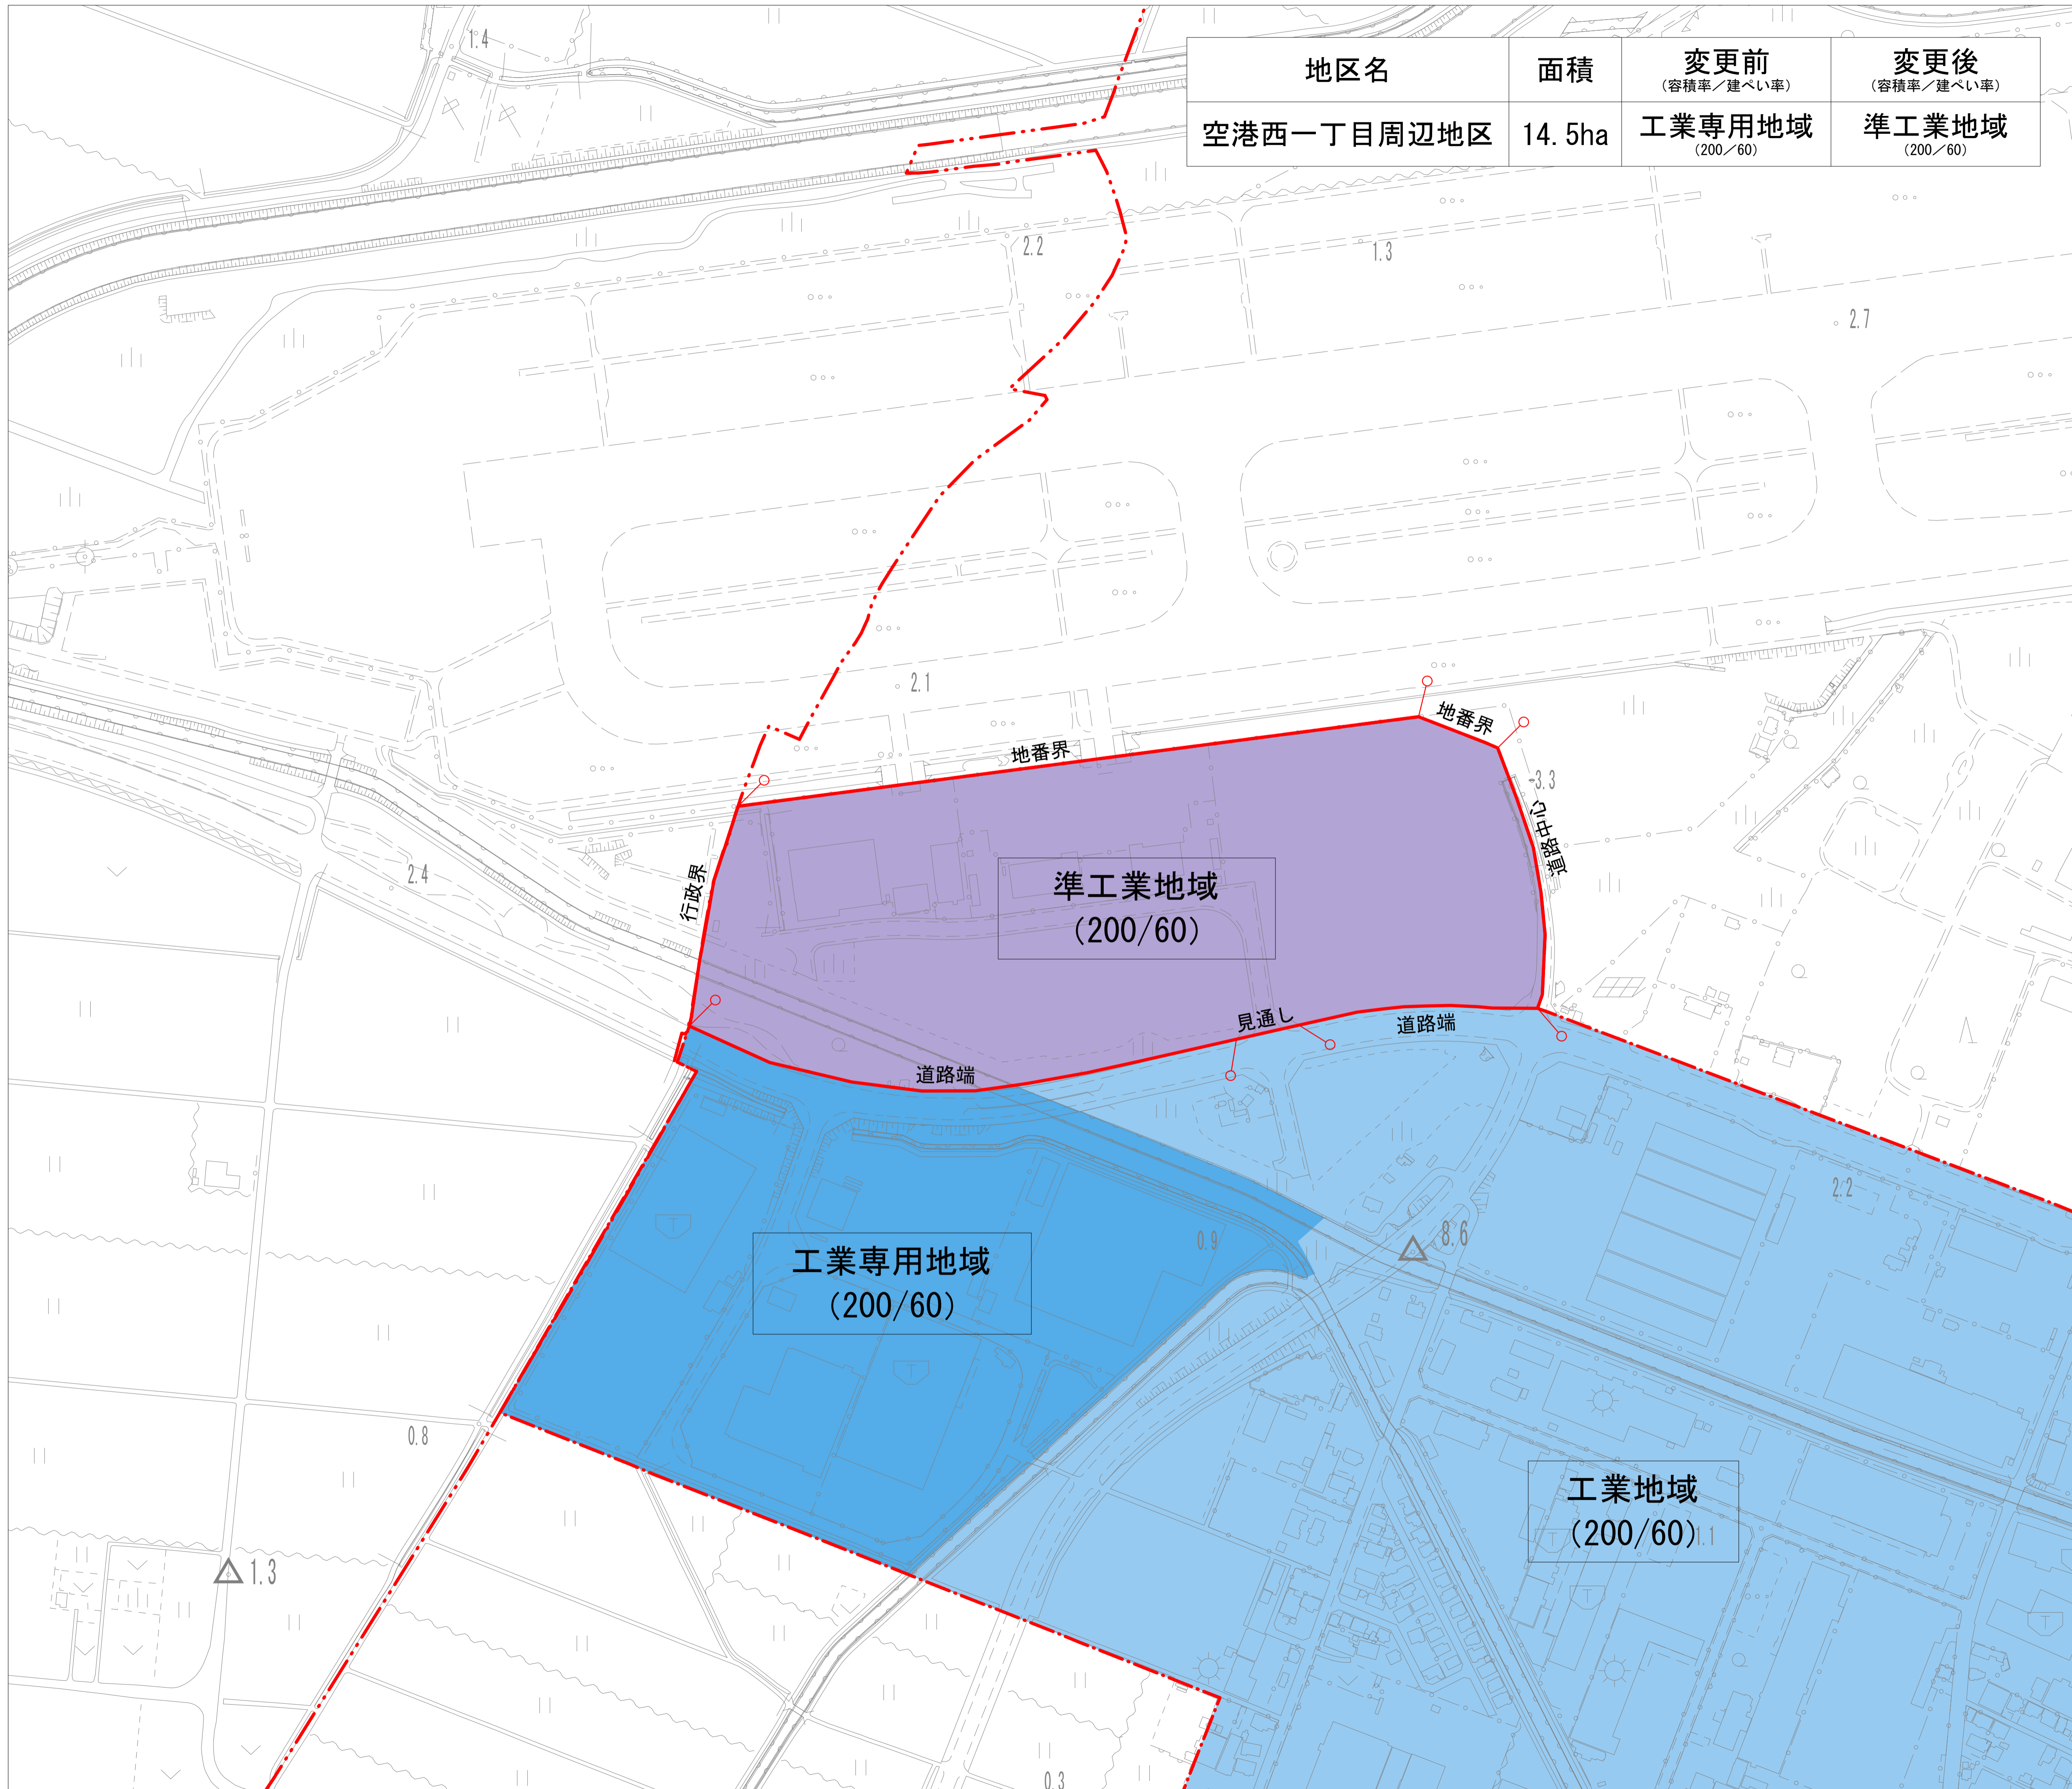 地区名 面積 変更前 変更後
(容積率/建ぺい率) (容積率/建ぺい率)
空港西一丁目周辺地区 14.5ha 工業専用地域 準工業地域
(200/60) (200/60)
1.4
2.2
1.3
2.7
2.1
地番界
地番界
3.3
道路中心
行政界
2.4
準工業地域
(200/60)
見通し
道路端
道路端
2.2
0.9
8.6
工業専用地域
(200/60)
0.8
工業地域
(200/60)
1.1
1.3
0.3